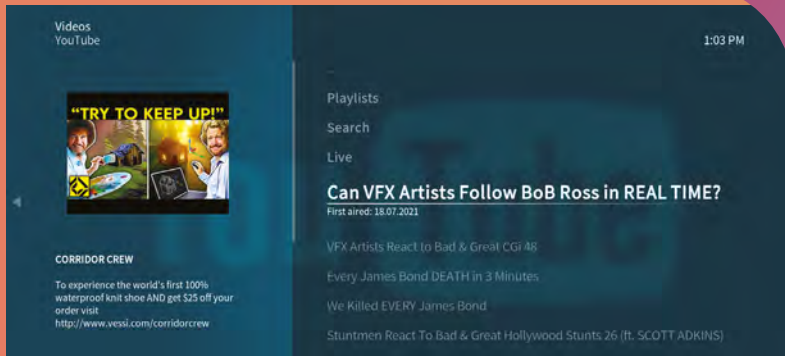 Videos
YouTube
1:03 PM
"TRY TO KEEP UP!"
CORRIDOR CREW
To experience the world's first 100%
waterproof knit shoe AND get $25 off your
order visit
http://www.vessi.com/corridorcrew
..
Playlists
Search
Live
Can VFX Artists Follow BoB Ross in REAL TIME?
First aired: 18.07.2021
VFX Artists React to Bad & Great CGi 48
Every James Bond DEATH in 3 Minutes
We Killed EVERY James Bond
Stuntmen React To Bad & Great Hollywood Stunts 26 (ft. SCOTT ADKINS)
YouTube